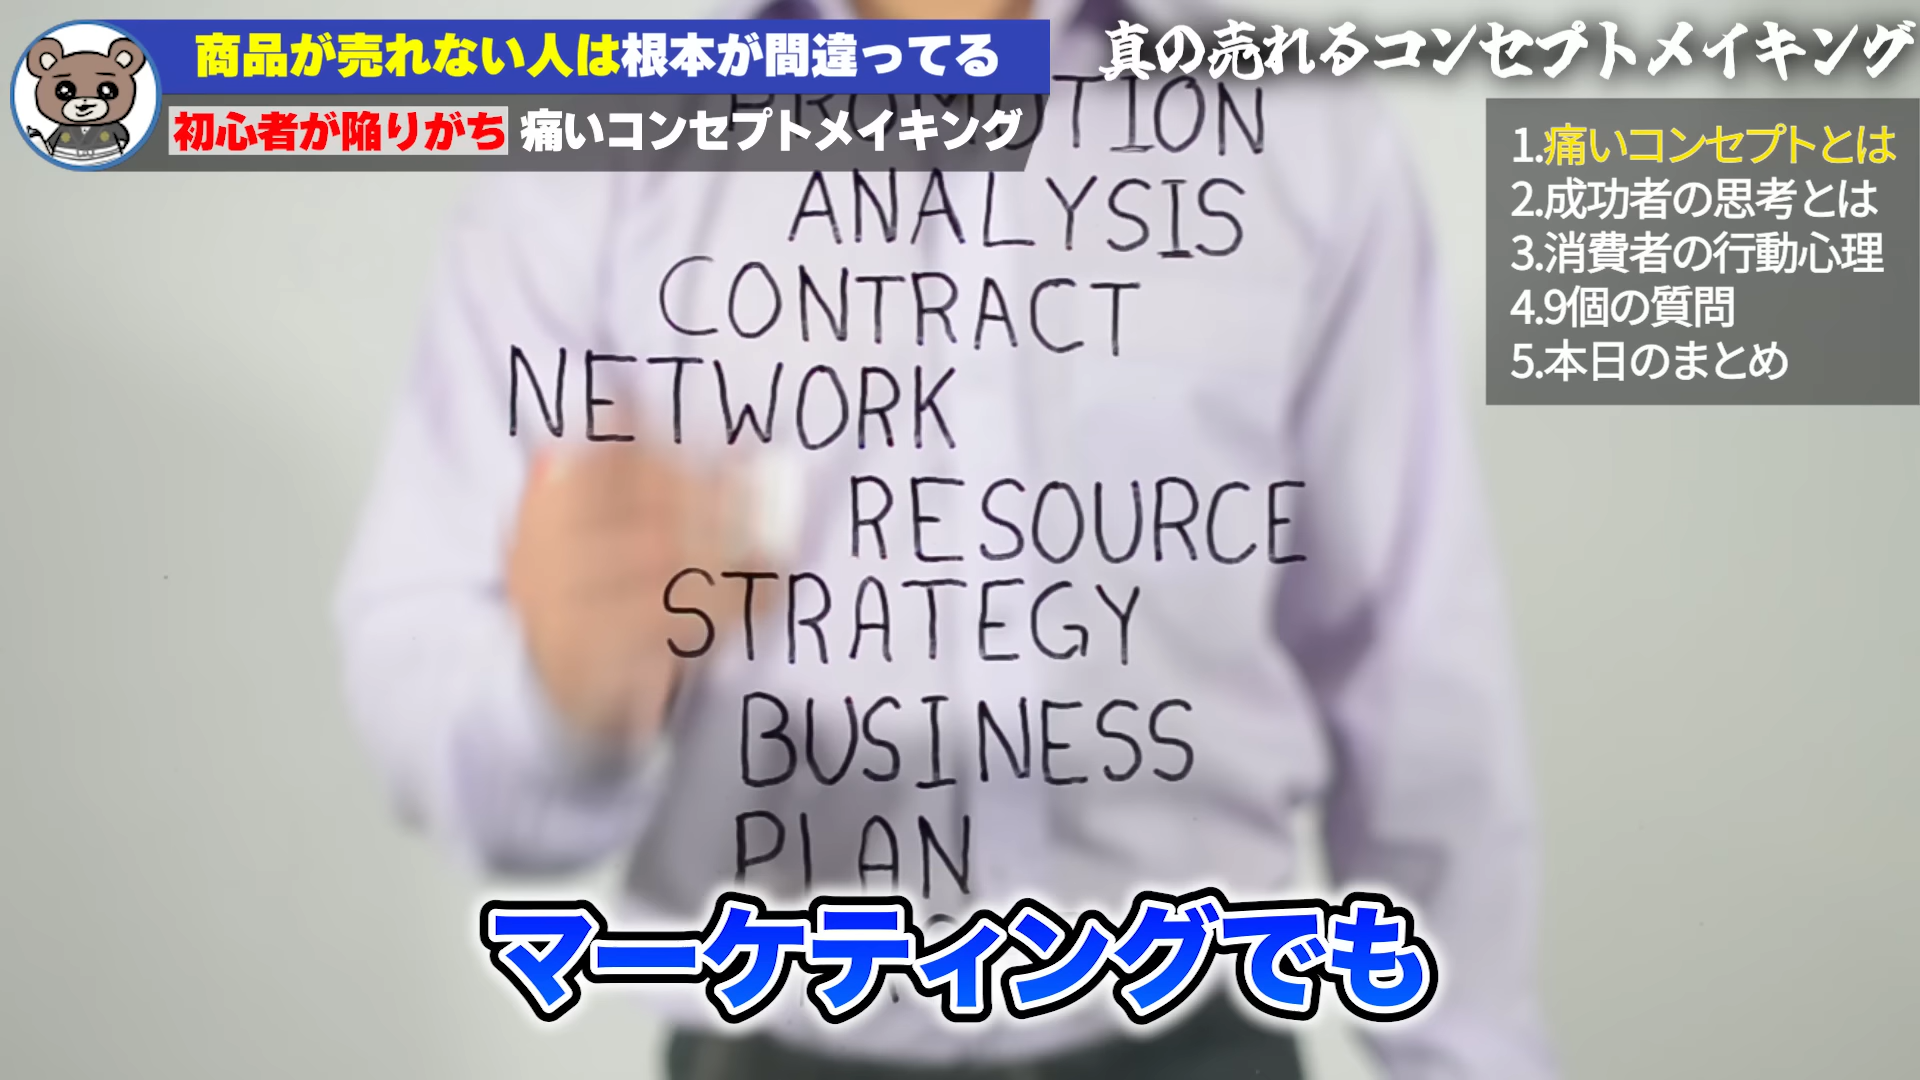 商品が売れない人は根本が間違ってる
初心者が陥りがち 痛いコンセプトメイキング
真の売れるコンセプトメイキング
1.痛いコンセプトとは
2.成功者の思考とは
3.消費者の行動心理
4.9個の質問
5.本日のまとめ
PROMOTION
ANALYSIS
CONTRACT
NETWORK
RESOURCE
STRATEGY
BUSINESS
PLAN
マーケティングでも